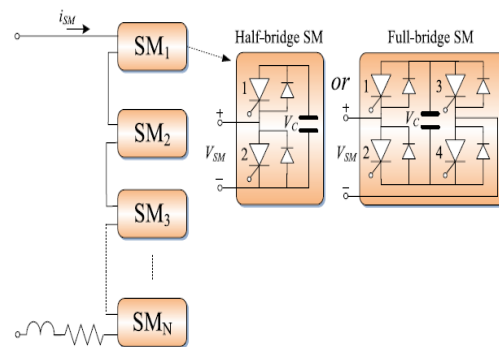 i_SM
SM₁
SM₂
SM₃
SM_N
Half-bridge SM
1
2
+
V_SM
−
V_C
or
Full-bridge SM
1
3
2
4
+
V_SM
−
V_C